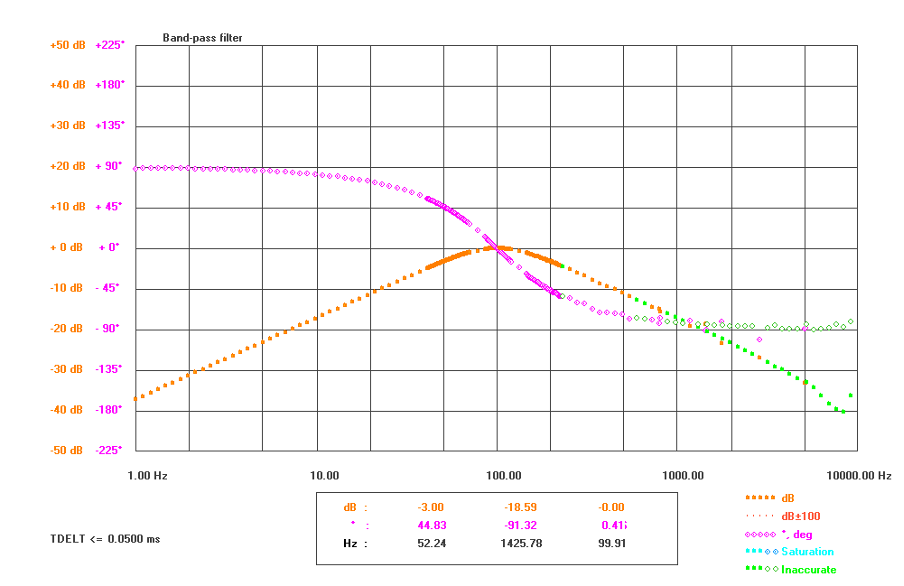 Band-pass filter
+50 dB +225°
+40 dB +180°
+30 dB +135°
+20 dB + 90°
+10 dB + 45°
+ 0 dB + 0°
-10 dB - 45°
-20 dB - 90°
-30 dB -135°
-40 dB -180°
-50 dB -225°
1.00 Hz 10.00 100.00 1000.00 10000.00 Hz
dB : -3.00 -18.59 -0.00
° : 44.83 -91.32
Hz : 52.24 1425.78 99.91
TDELT <= 0.0500 ms
dB
dB±100
°, deg
Saturation
Inaccurate